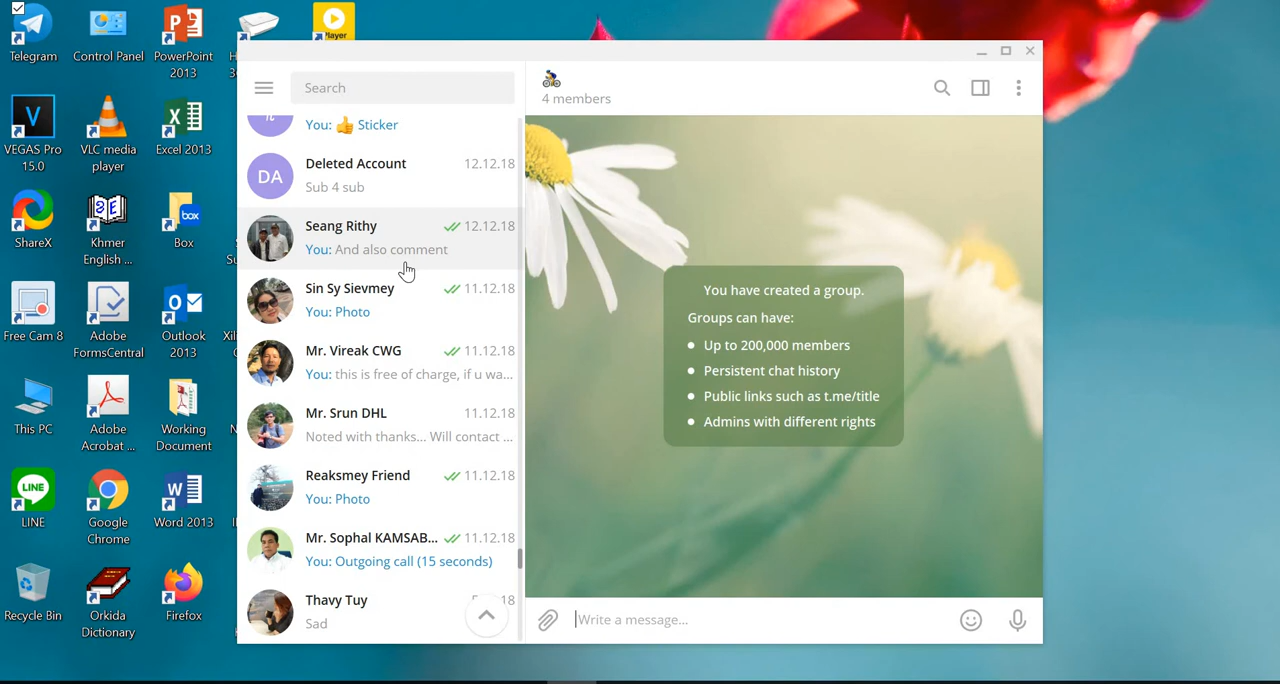 Telegram
Control Panel
PowerPoint
2013
Player
VEGAS Pro
15.0
VLC media
player
Excel 2013
ShareX
Khmer
English ...
Box
Free Cam 8
Adobe
FormsCentral
Outlook
2013
This PC
Adobe
Acrobat ...
Working
Document
LINE
LINE
Google
Chrome
Word 2013
Recycle Bin
Orkida
Dictionary
Firefox
Search
You: 👍 Sticker
DA
Deleted Account 12.12.18
Sub 4 sub
Seang Rithy 12.12.18
You: And also comment
Sin Sy Sievmey 11.12.18
You: Photo
Mr. Vireak CWG 11.12.18
You: this is free of charge, if u wa...
Mr. Srun DHL 11.12.18
Noted with thanks... Will contact ...
Reaksmey Friend 11.12.18
You: Photo
Mr. Sophal KAMSAB... 11.12.18
You: Outgoing call (15 seconds)
Thavy Tuy
Sad
4 members
You have created a group.
Groups can have:
Up to 200,000 members
Persistent chat history
Public links such as t.me/title
Admins with different rights
Write a message...